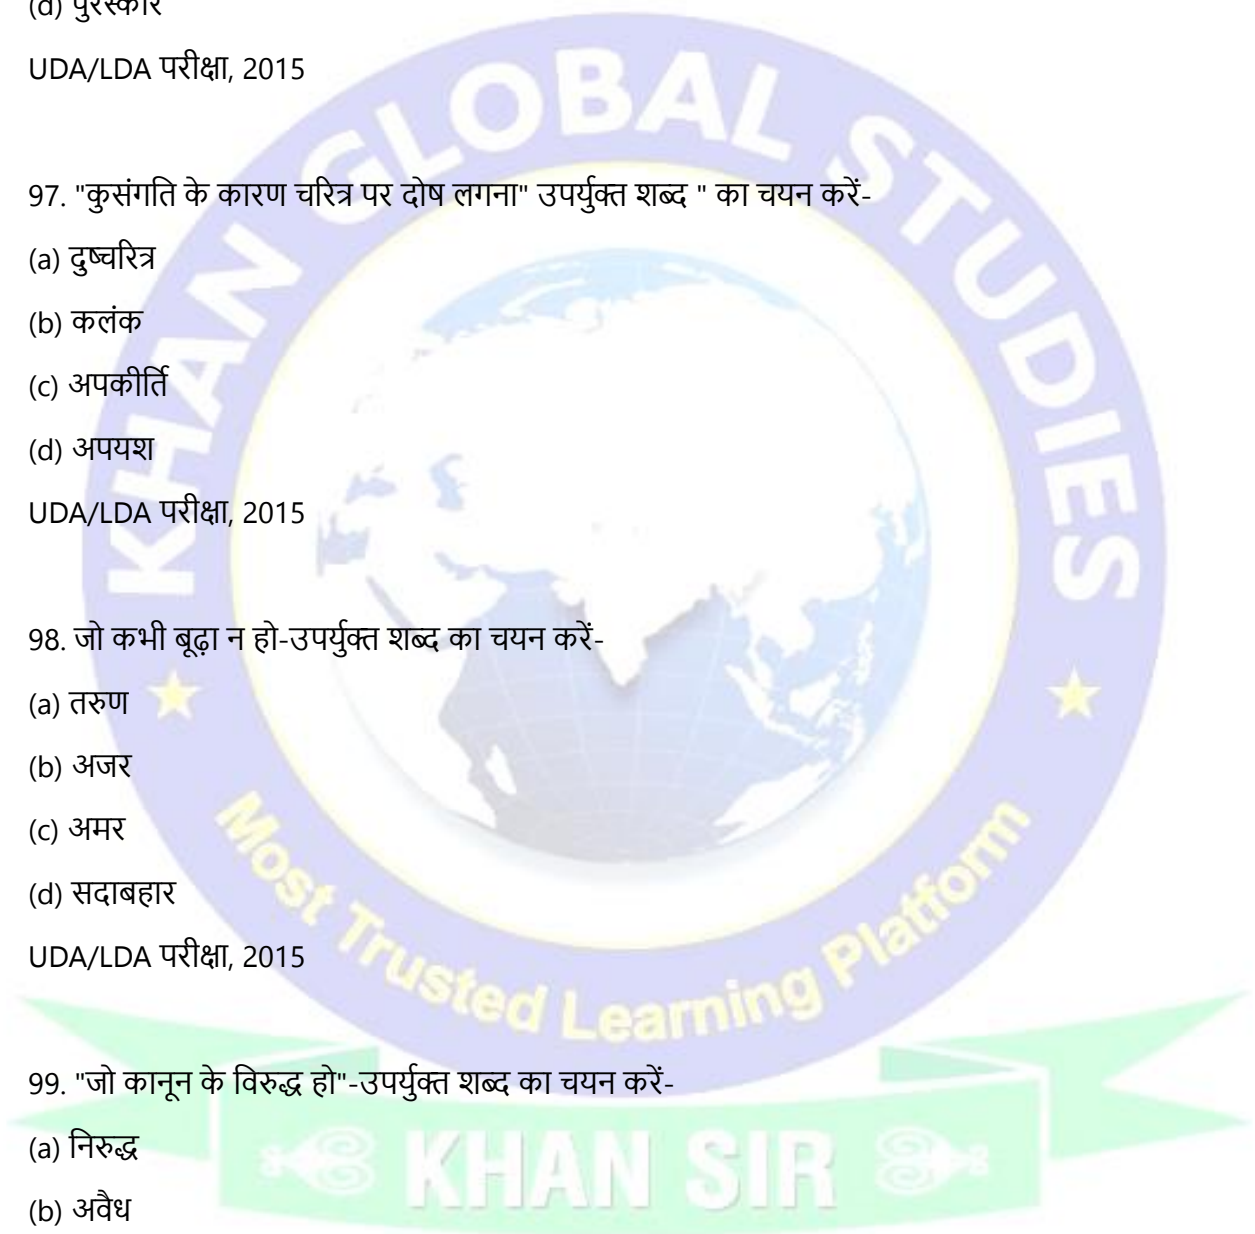 (d) पुरस्कार
UDA/LDA परीक्षा, 2015
97. "कुसंगति के कारण चरित्र पर दोष लगना" उपर्युक्त शब्द " का चयन करें-
(a) दुष्चरित्र
(b) कलंक
(c) अपकीर्ति
(d) अपयश
UDA/LDA परीक्षा, 2015
98. जो कभी बूढ़ा न हो-उपर्युक्त शब्द का चयन करें-
(a) तरुण
(b) अजर
(c) अमर
(d) सदाबहार
UDA/LDA परीक्षा, 2015
99. "जो कानून के विरुद्ध हो"-उपर्युक्त शब्द का चयन करें-
(a) निरुद्ध
(b) अवैध
KHAN GLOBAL STUDIES
Most Trusted Learning Platform
KHAN SIR